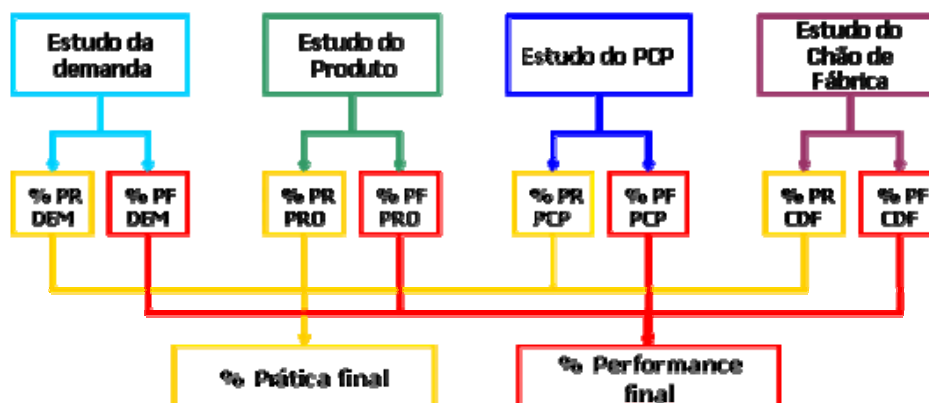 Estudo da
demanda
Estudo do
Produto
Estudo do PCP
Estudo do
Chão de
Fábrica
% PR
DEM
% PF
DEM
% PR
PRO
% PF
PRO
% PR
PCP
% PF
PCP
% PR
CDF
% PF
CDF
% Prática final
% Performance
final